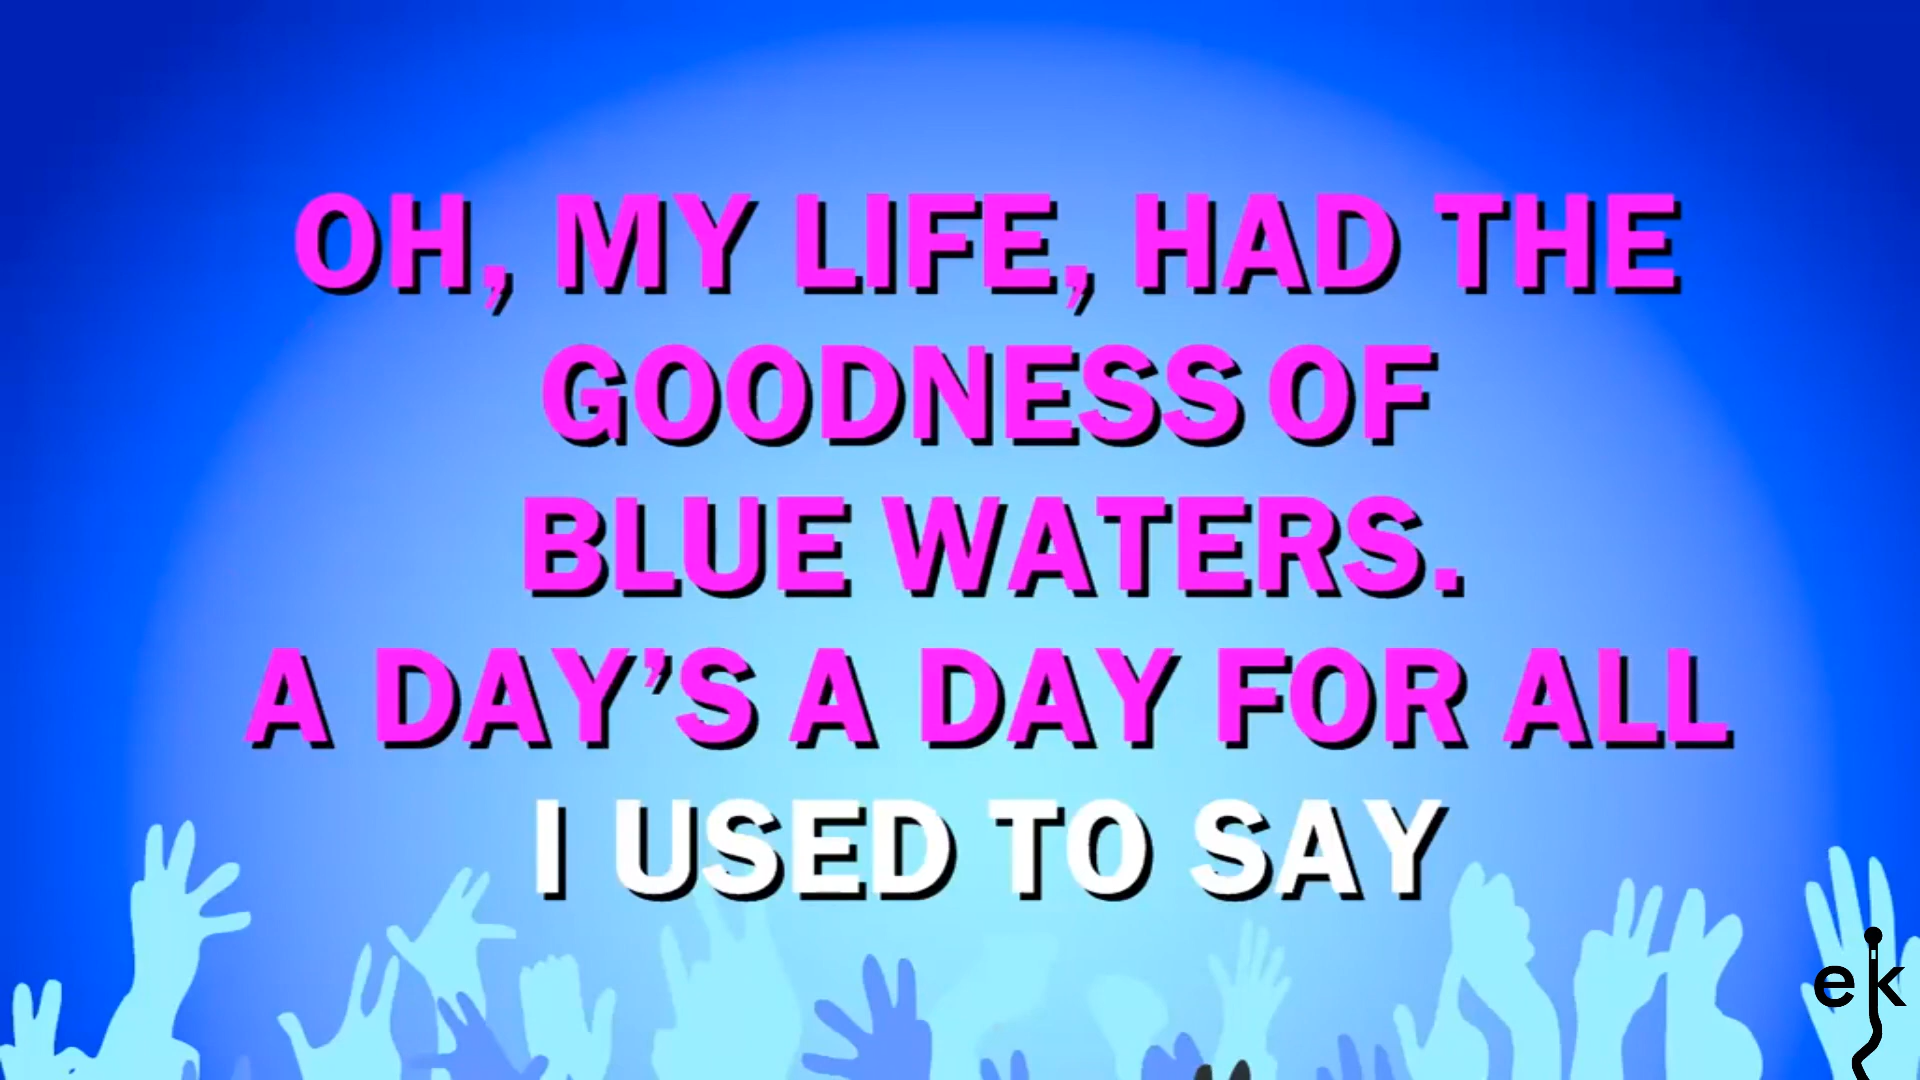 OH, MY LIFE, HAD THE
GOODNESS OF
BLUE WATERS.
A DAY'S A DAY FOR ALL
I USED TO SAY
ek